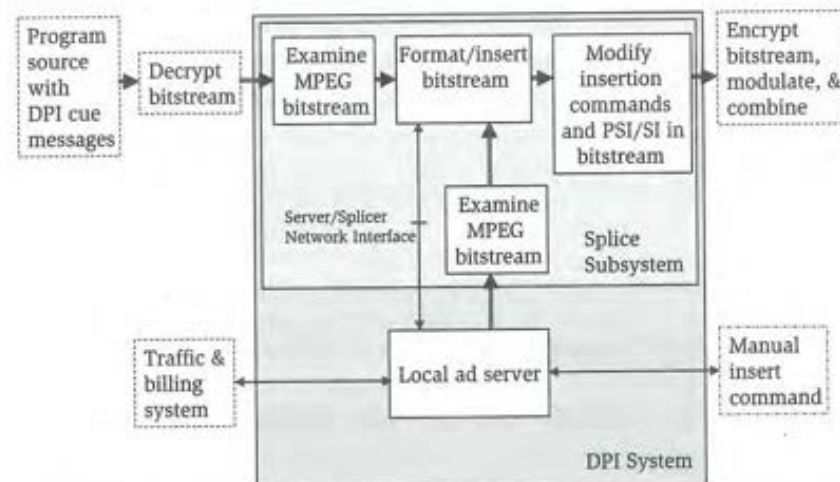 Program
source
with
DPI cue
messages
Decrypt
bitstream
Examine
MPEG
bitstream
Format/insert
bitstream
Modify
insertion
commands
and PSI/SI in
bitstream
Encrypt
bitstream,
modulate, &
combine
Server/Splicer
Network Interface
Examine
MPEG
bitstream
Splice
Subsystem
Traffic &
billing
system
Local ad server
Manual
insert
command
DPI System